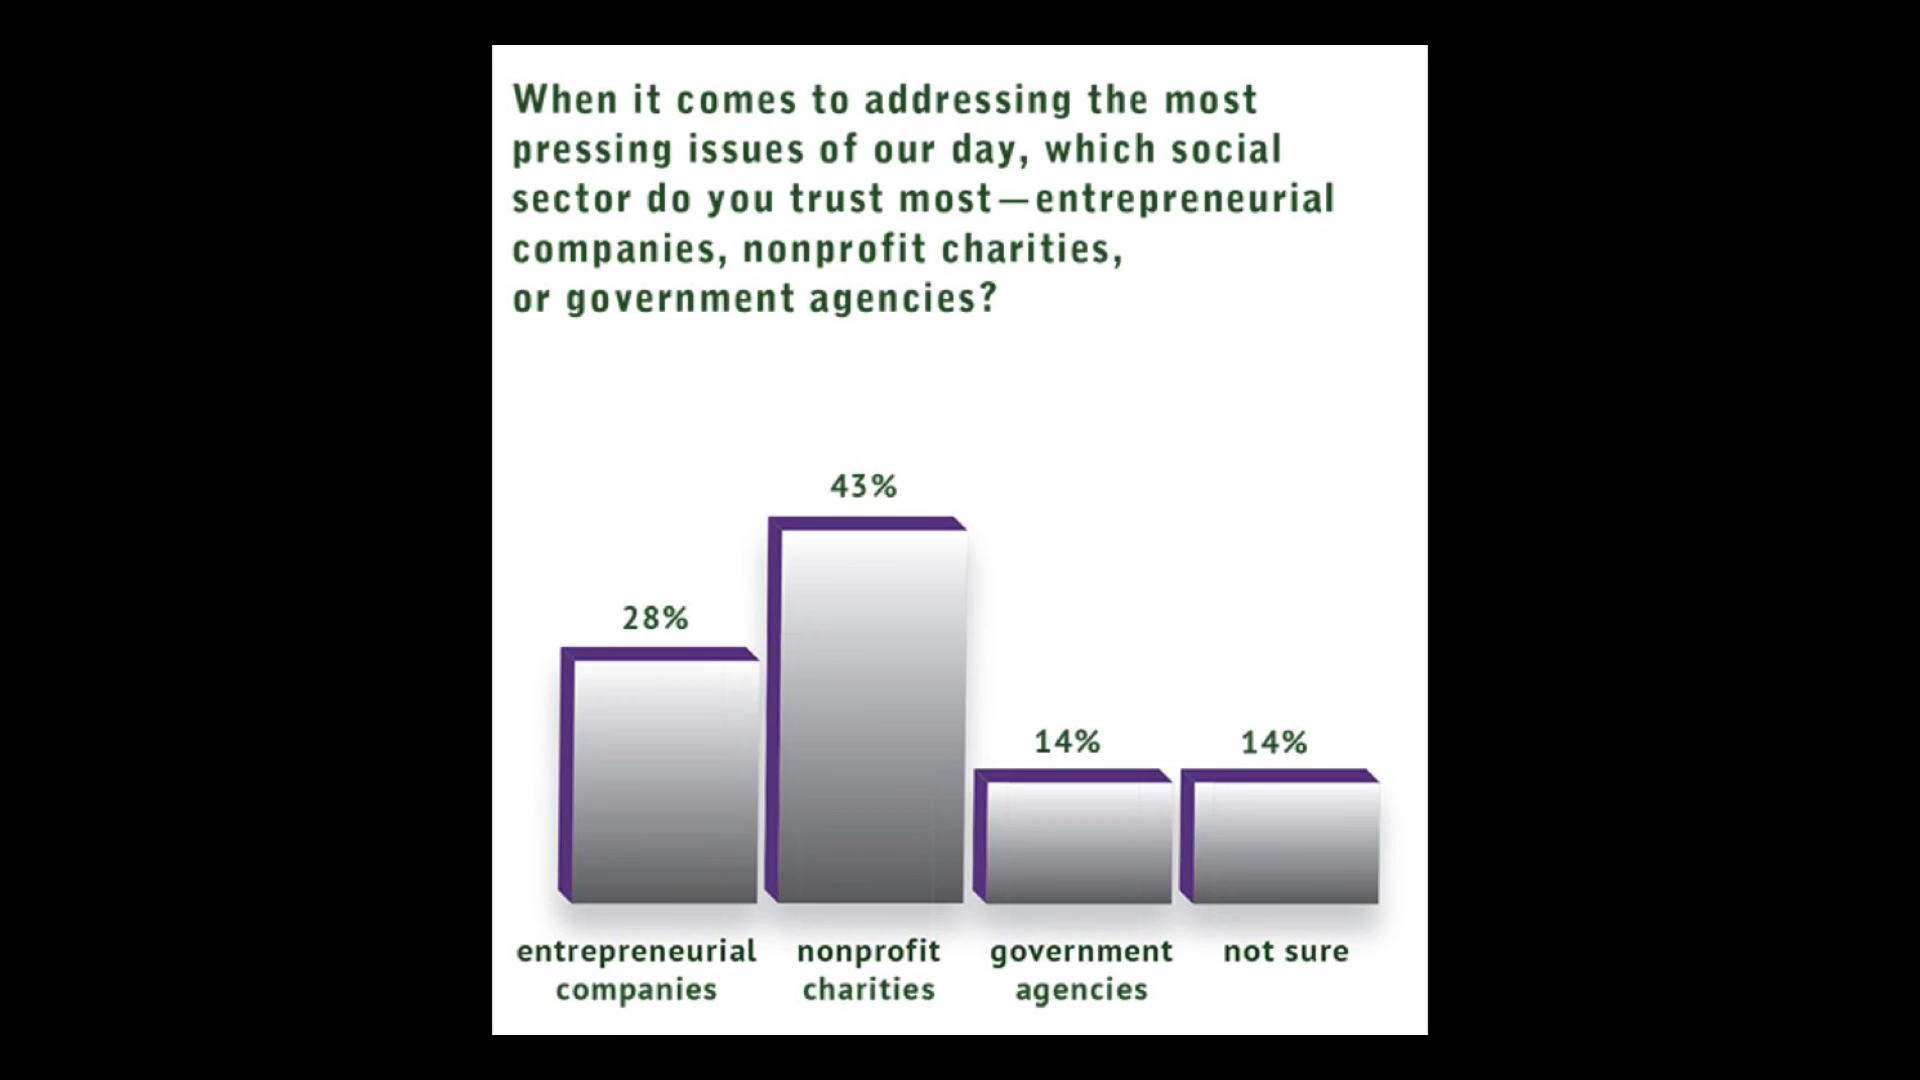 When it comes to addressing the most
pressing issues of our day, which social
sector do you trust most—entrepreneurial
companies, nonprofit charities,
or government agencies?
43%
28%
14%
14%
entrepreneurial
companies
nonprofit
charities
government
agencies
not sure